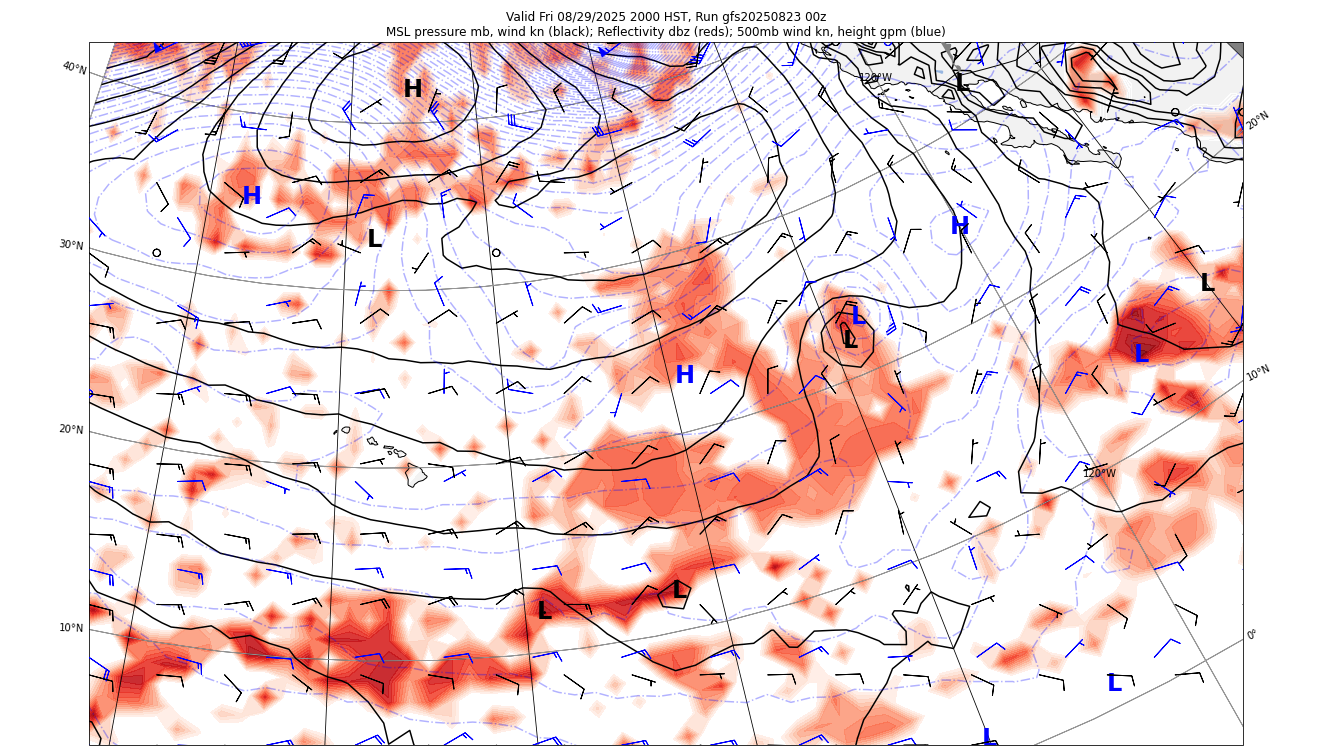 Valid Fri 08/29/2025 2000 HST, Run gfs20250823 00z
MSL pressure mb, wind kn (black); Reflectivity dbz (reds); 500mb wind kn, height gpm (blue)
40°N
120°W
L
H
20°N
H
L
H
30°N
L
L
L
L
H
10°N
20°N
120°W
L
L
10°N
0°
L
L